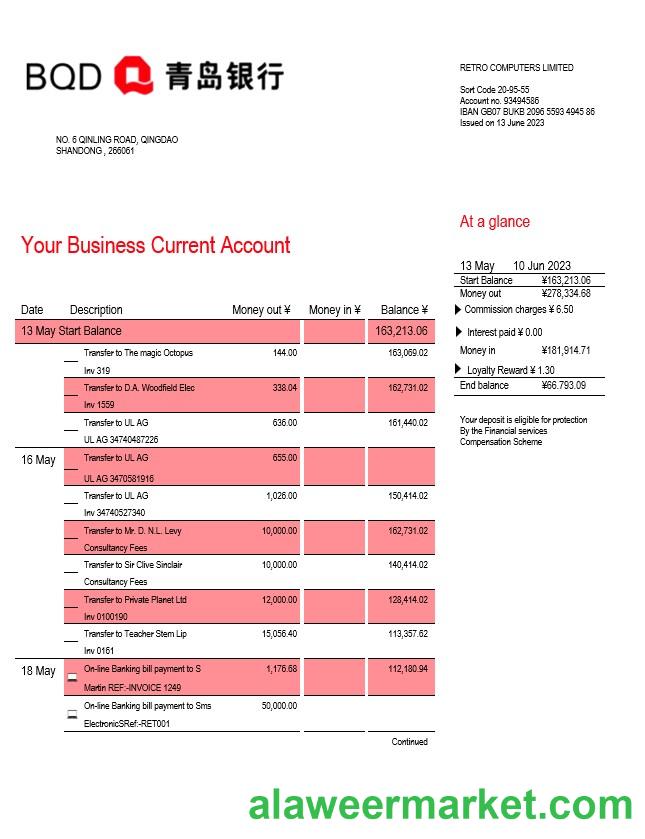 BQD 青岛银行
RETRO COMPUTERS LIMITED
Sort Code 20-95-55
Account no. 93494586
IBAN GB07 BUKB 2096 5593 4945 86
Issued on 13 June 2023
NO. 6 QINLING ROAD, QINGDAO
SHANDONG , 266061
At a glance
Your Business Current Account
13 May 10 Jun 2023
Start Balance ¥163,213.06
Money out ¥278,334.68
Commission charges ¥ 6.50
Interest paid ¥ 0.00
Money in ¥181,914.71
Loyalty Reward ¥ 1.30
End balance ¥66.793.09
Your deposit is eligible for protection
By the Financial services
Compensation Scheme
Date Description Money out ¥ Money in ¥ Balance ¥
13 May Start Balance 163,213.06
Transfer to The magic Octopus 144.00 163,069.02
Inv 319
Transfer to D.A. Woodfield Elec 338.04 162,731.02
Inv 1559
Transfer to UL AG 636.00 161,440.02
UL AG 34740487226
16 May Transfer to UL AG 655.00
UL AG 3470581916
Transfer to UL AG 1,026.00 150,414.02
Inv 34740527340
Transfer to Mr. D. N.L. Levy 10,000.00 162,731.02
Consultancy Fees
Transfer to Sir Clive Sinclair 10,000.00 140,414.02
Consultancy Fees
Transfer to Private Planet Ltd 12,000.00 128,414.02
Inv 0100190
Transfer to Teacher Stem Lip 15,056.40 113,357.62
Inv 0161
18 May On-line Banking bill payment to S 1,176.68 112,180.94
Martin REF:-INVOICE 1249
On-line Banking bill payment to Sms 50,000.00
ElectronicSRef:-RET001
Continued
alaweermarket.com